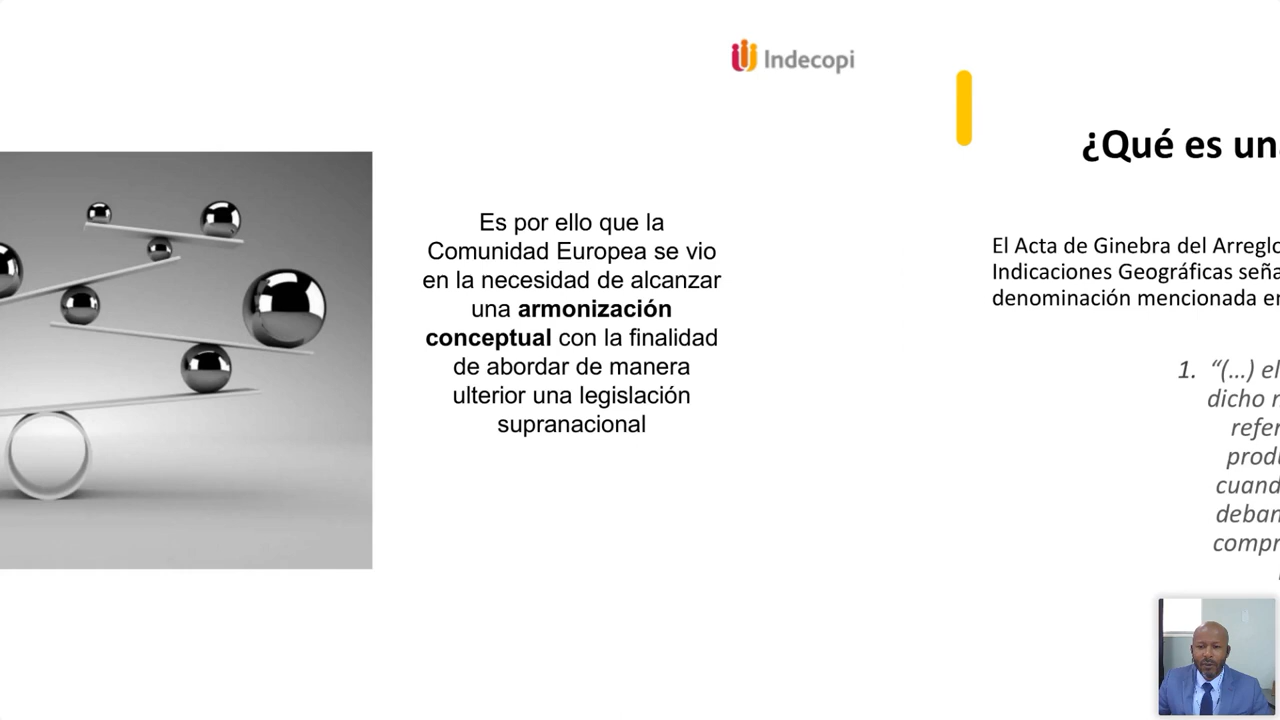 Indecopi
Es por ello que la
Comunidad Europea se vio
en la necesidad de alcanzar
una armonización
conceptual con la finalidad
de abordar de manera
ulterior una legislación
supranacional
¿Qué es un
El Acta de Ginebra del Arreglo
Indicaciones Geográficas seña
denominación mencionada en
1. “(...) el
dicho r
refer
produ
cuand
deban
compr